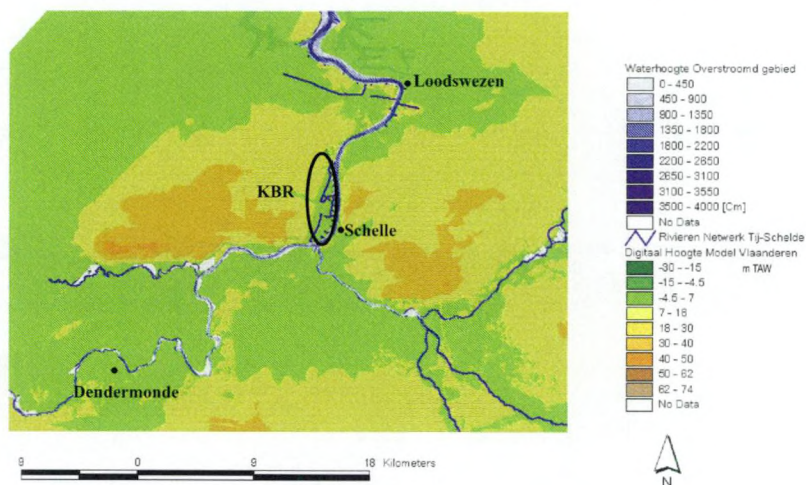 Loodswezen
KBR
Schelle
Dendermonde
9 0 9 18 Kilometers
Waterhoogte Overstroomd gebied
0 - 450
450 - 900
900 - 1350
1350 - 1800
1800 - 2200
2200 - 2650
2650 - 3100
3100 - 3550
3500 - 4000 [Cm]
No Data
Rivieren Netwerk Tij-Schelde
Digitaal Hoogte Model Vlaanderen
-30 - -15 m TAW
-15 - -4.5
-4.5 - 7
7 - 18
18 - 30
30 - 40
40 - 50
50 - 62
62 - 74
No Data
N